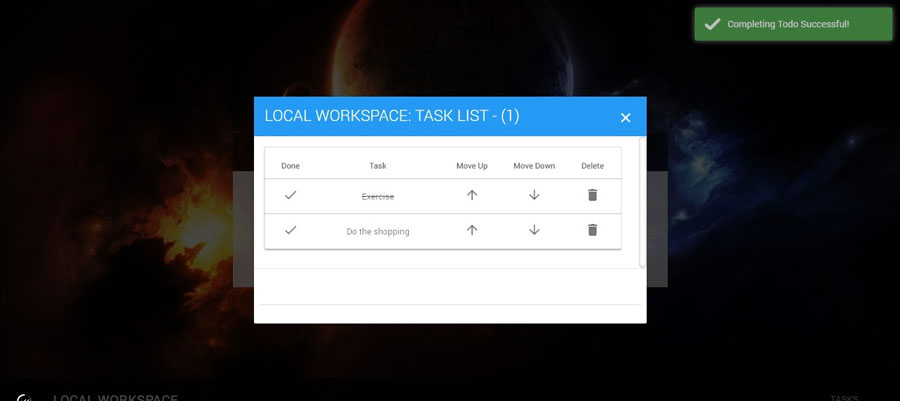 Completing Todo Successful!
LOCAL WORKSPACE: TASK LIST - (1)
Done Task Move Up Move Down Delete
Exercise
Do the shopping
LOCAL WORKSPACE
TASKS